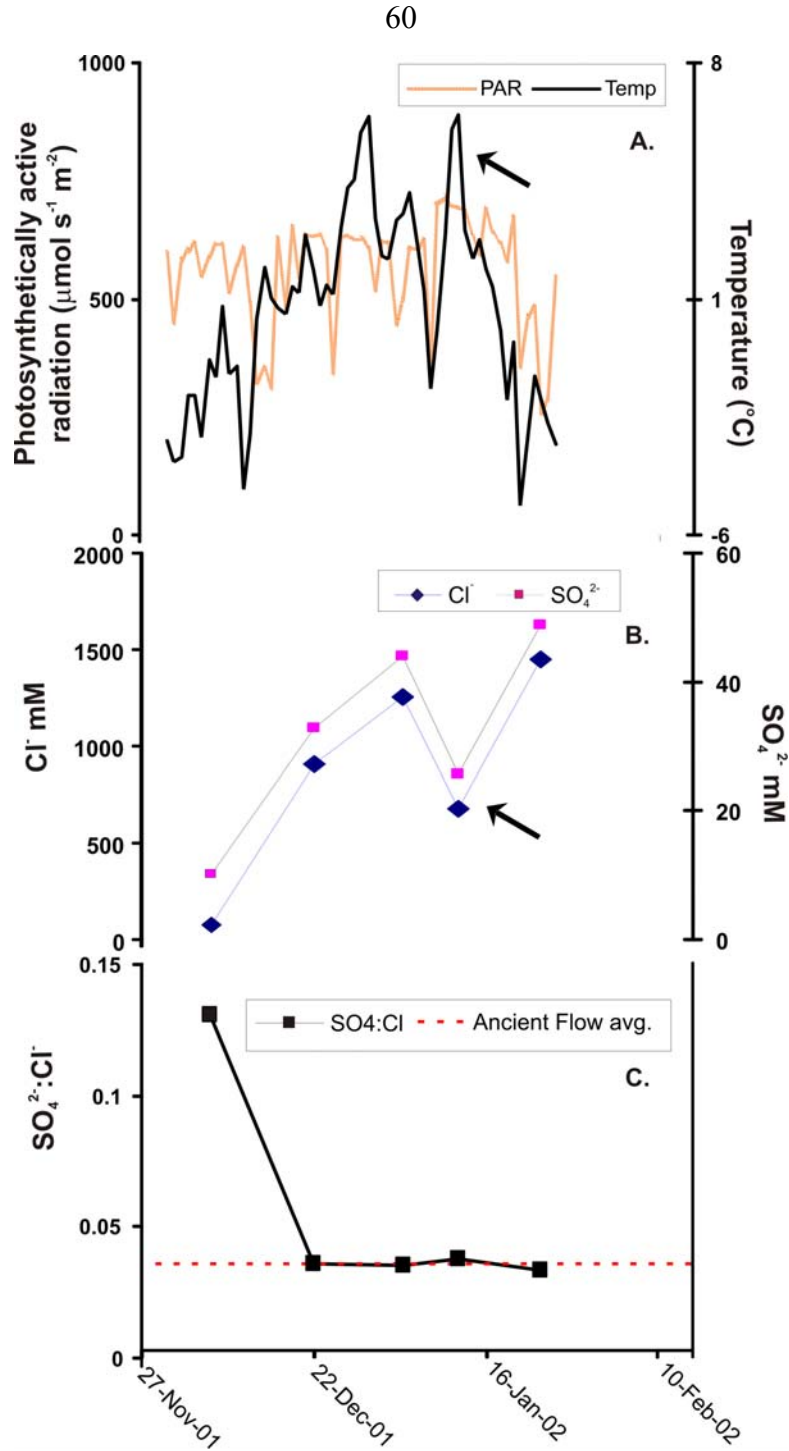 60
1000
500
0
Photosynthetically active
radiation (μmol s⁻¹ m⁻²)
PAR Temp
A.
8
1
-6
Temperature (°C)
2000
1500
1000
500
0
Cl⁻ mM
Cl⁻ SO₄²⁻
B.
60
40
20
0
SO₄²⁻ mM
0.15
0.1
0.05
0
SO₄²⁻:Cl⁻
SO4:Cl Ancient Flow avg.
C.
27-Nov-01
22-Dec-01
16-Jan-02
10-Feb-02